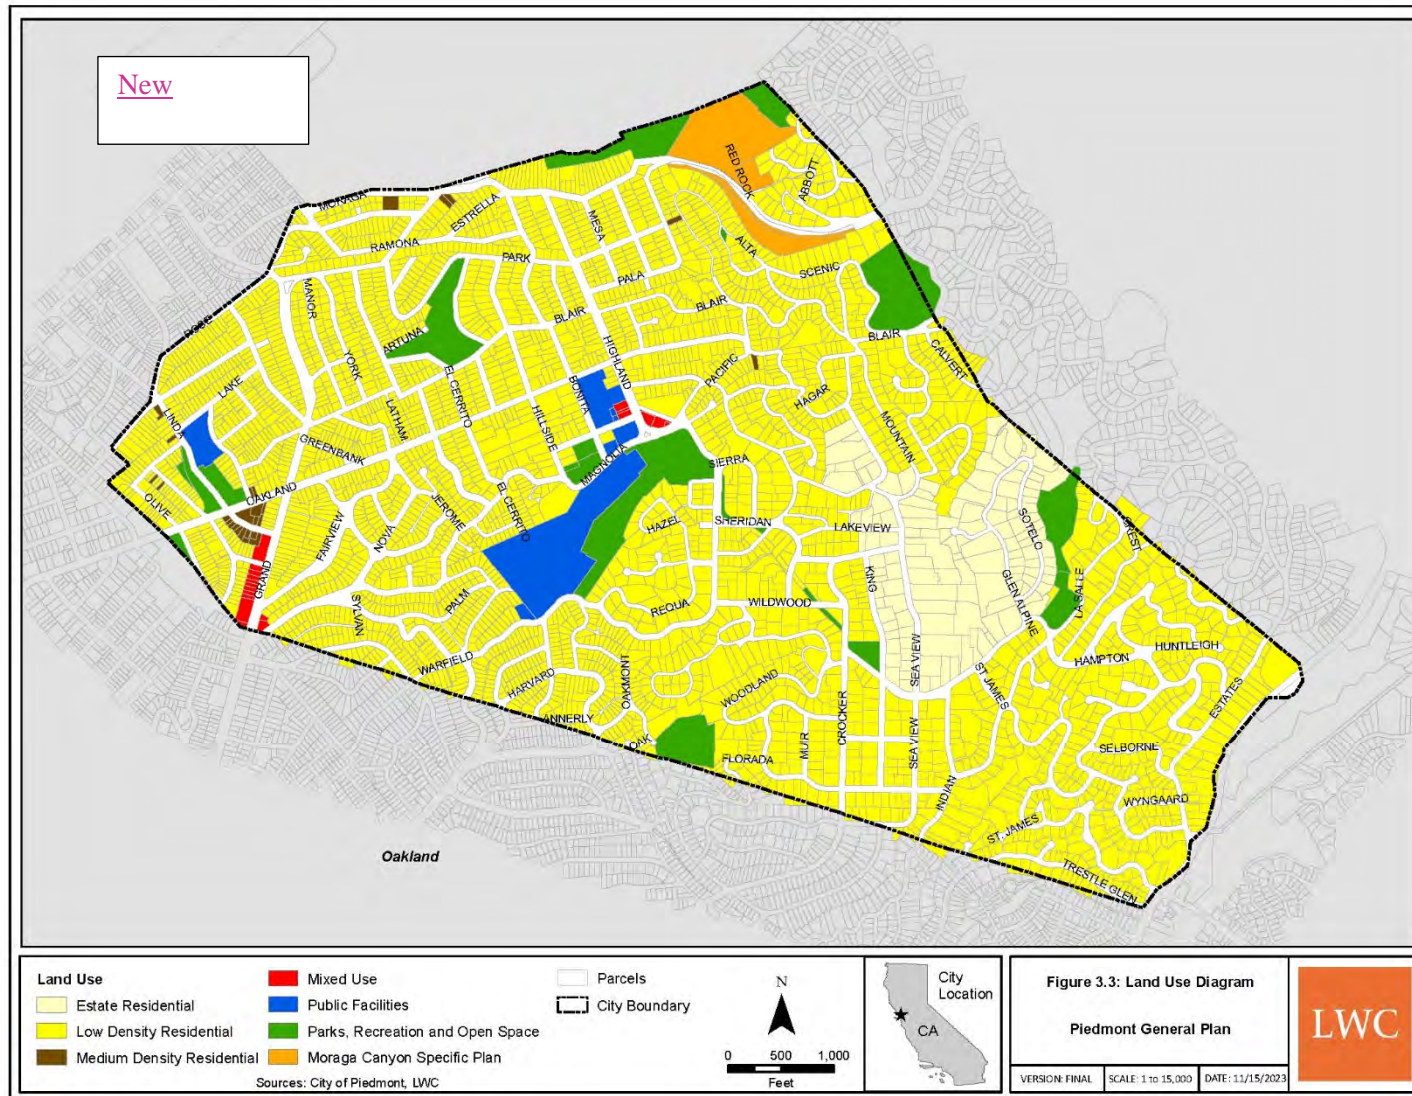 New
RED ROCK
ABBOTT
MORAGA
ESTRELLA
MESA
RAMONA
PARK
ALTA
SCENIC
PALA
MANOR
BLAIR
BLAIR
ARTUNA
YORK
BLAIR
CALVERT
HIGHLAND
PACIFIC
LAKE
EL CERRITO
BONITA
HAGAR
LINDA
LATHAM
HILLSIDE
MOUNTAIN
GREENBANK
MAGNOLIA
SIERRA
OAKLAND
OLIVE
JEROME
EL CERRITO
HAZEL
SHERIDAN
LAKEVIEW
SOTELO
CREST
FAIRVIEW
NOVA
GRAND
KING
GLEN ALPINE
LA SALLE
SYLVAN
PALM
REQUA
WILDWOOD
HUNTLEIGH
HAMPTON
WARFIELD
SEA VIEW
ST JAMES
HARVARD
OAKMONT
WOODLAND
ESTATES
ANNERLY
CROCKER
OAK
MUIR
SEA VIEW
SELBORNE
FLORADA
INDIAN
WYNGAARD
ST. JAMES
TRESTLE GLEN
Oakland
Land Use
Estate Residential
Low Density Residential
Medium Density Residential
Mixed Use
Public Facilities
Parks, Recreation and Open Space
Moraga Canyon Specific Plan
Parcels
City Boundary
Sources: City of Piedmont, LWC
N
0 500 1,000
Feet
City
Location
CA
Figure 3.3: Land Use Diagram
Piedmont General Plan
VERSION: FINAL SCALE: 1 to 15,000 DATE: 11/15/2023
LWC